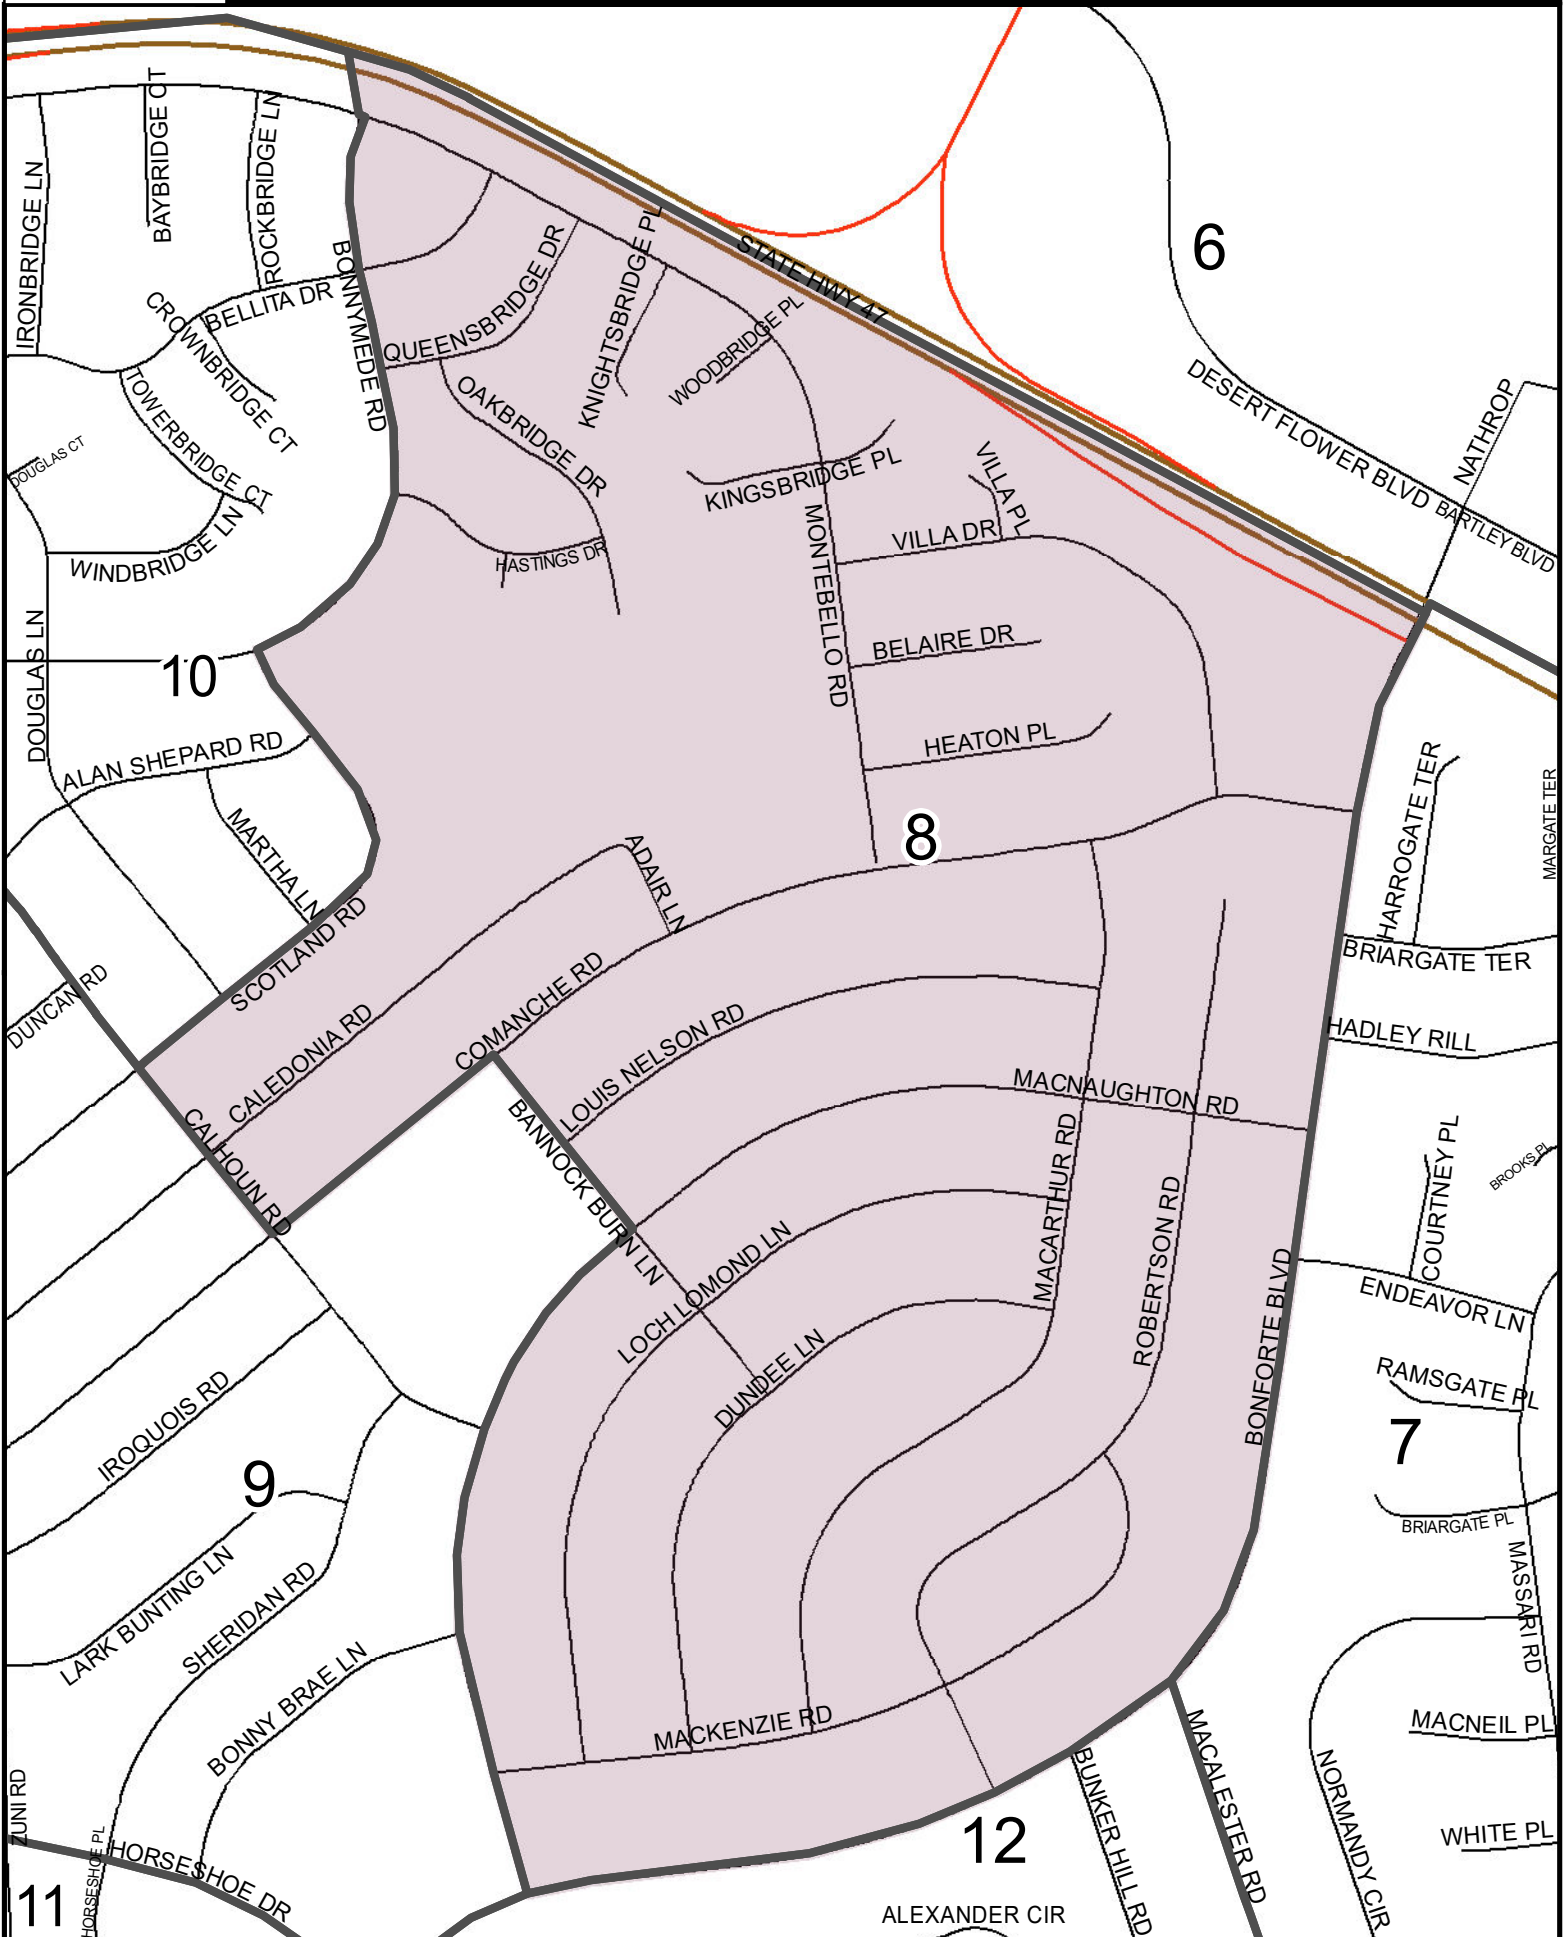 IRONBRIDGE LN
BAYBRIDGE CT
ROCKBRIDGE LN
BONNYMEDE RD
BELLITA DR
CROWNBRIDGE CT
TOWERBRIDGE CT
DOUGLAS CT
WINDBRIDGE LN
QUEENSBRIDGE DR
KNIGHTSBRIDGE PL
OAKBRIDGE DR
HASTINGS DR
WOODBRIDGE PL
KINGSBRIDGE PL
STATE HWY 47
6
DESERT FLOWER BLVD
NATHROP
BARTLEY BLVD
VILLA PL
VILLA DR
MONTEBELLO RD
BELAIRE DR
HEATON PL
DOUGLAS LN
10
ALAN SHEPARD RD
MARTHA LN
SCOTLAND RD
DUNCAN RD
8
ADAIR LN
CALEDONIA RD
COMANCHE RD
CALHOUN RD
LOUIS NELSON RD
BANNOCK BURN LN
MACNAUGHTON RD
HARROGATE TER
MARGATE TER
BRIARGATE TER
HADLEY RILL
COURTNEY PL
BROOKS PL
ENDEAVOR LN
RAMSGATE PL
7
BRIARGATE PL
MASSARI RD
MACARTHUR RD
ROBERTSON RD
BONFORTE BLVD
LOCH LOMOND LN
DUNDEE LN
IROQUOIS RD
9
LARK BUNTING LN
SHERIDAN RD
BONNY BRAE LN
MACKENZIE RD
ZUNI RD
HORSESHOE PL
HORSESHOE DR
11
12
BUNKER HILL RD
MACALESTER RD
NORMANDY CIR
MACNEIL PL
WHITE PL
ALEXANDER CIR